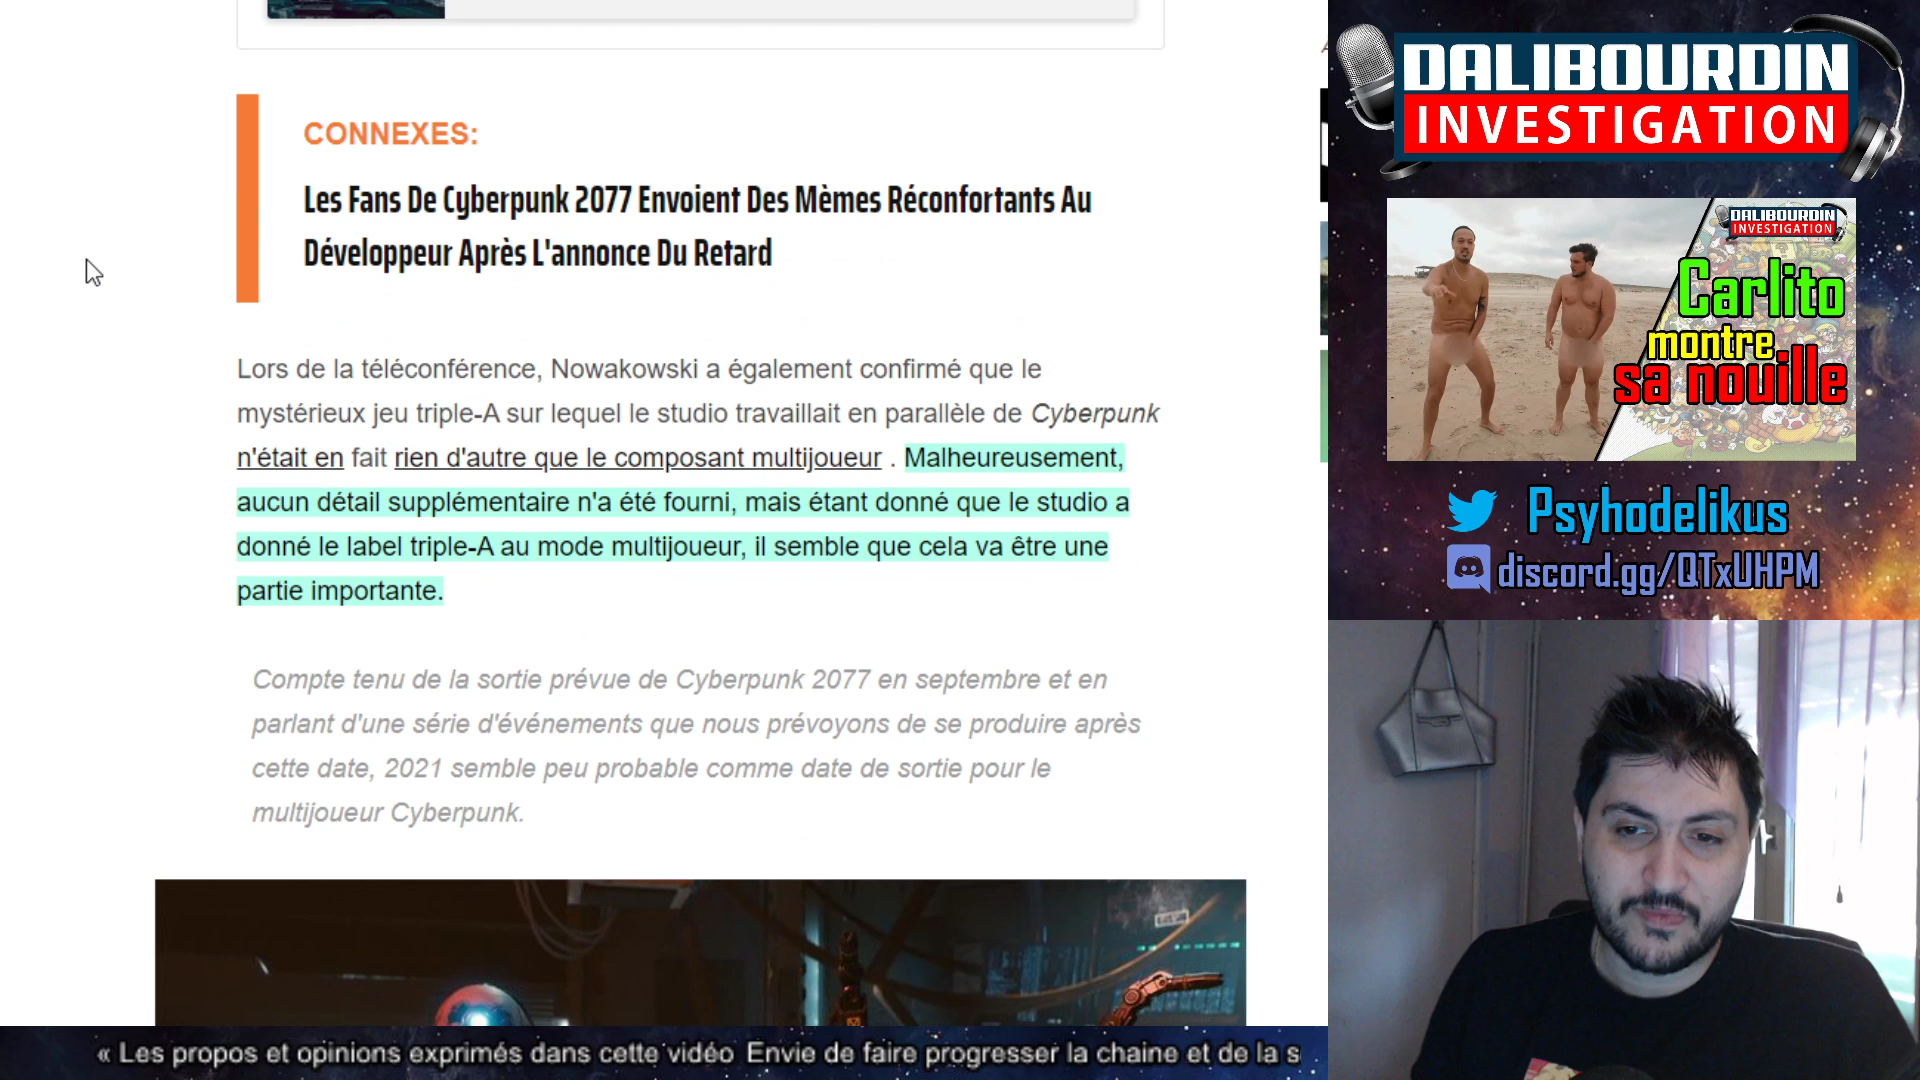 CONNEXES:
Les Fans De Cyberpunk 2077 Envoient Des Mèmes Réconfortants Au
Développeur Après L'annonce Du Retard
Lors de la téléconférence, Nowakowski a également confirmé que le
mystérieux jeu triple-A sur lequel le studio travaillait en parallèle de Cyberpunk
n'était en fait rien d'autre que le composant multijoueur . Malheureusement,
aucun détail supplémentaire n'a été fourni, mais étant donné que le studio a
donné le label triple-A au mode multijoueur, il semble que cela va être une
partie importante.
Compte tenu de la sortie prévue de Cyberpunk 2077 en septembre et en
parlant d'une série d'événements que nous prévoyons de se produire après
cette date, 2021 semble peu probable comme date de sortie pour le
multijoueur Cyberpunk.
« Les propos et opinions exprimés dans cette vidéo Envie de faire progresser la chaine et de la s
DALIBOURDIN
INVESTIGATION
DALIBOURDIN
INVESTIGATION
Carlito
montre
sa nouille
Psyhodelikus
discord.gg/QTxUHPM